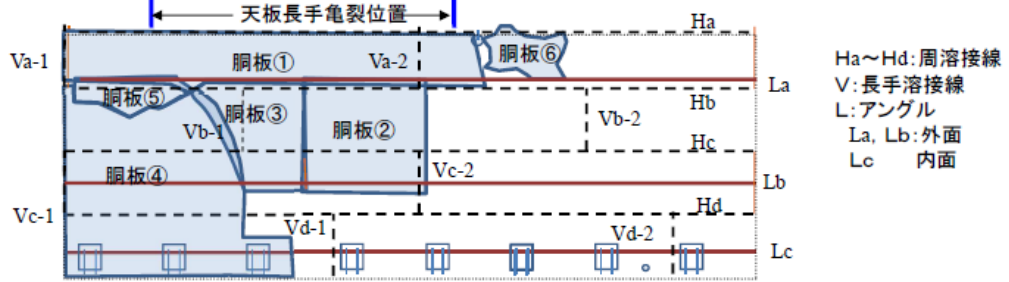 天板長手亀裂位置
Ha
Va-1
胴板①
Va-2
胴板⑥
La
胴板⑤
Hb
胴板③
Vb-1
胴板②
Vb-2
Hc
胴板④
Vc-2
Lb
Vc-1
Hd
Vd-1
Vd-2
Lc
Ha～Hd：周溶接線
V：長手溶接線
L：アングル
La, Lb：外面
Lc 内面